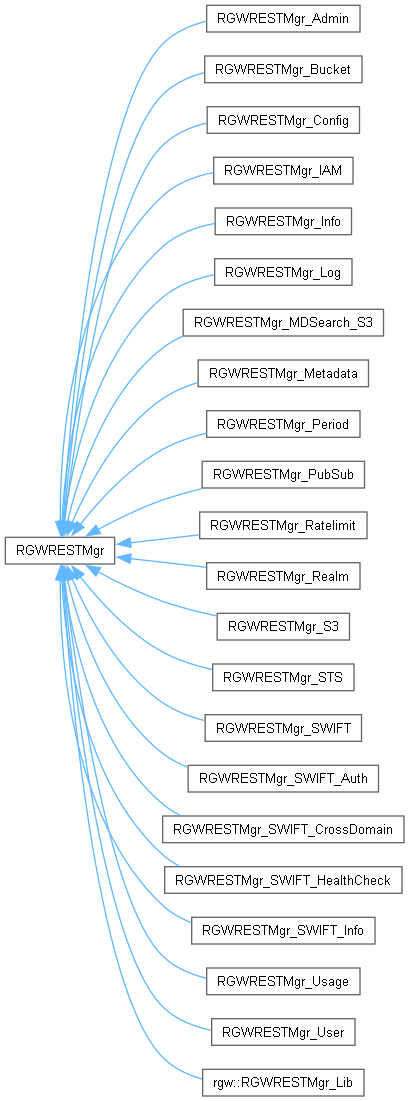 RGWRESTMgr_Admin
RGWRESTMgr_Bucket
RGWRESTMgr_Config
RGWRESTMgr_IAM
RGWRESTMgr_Info
RGWRESTMgr_Log
RGWRESTMgr_MDSearch_S3
RGWRESTMgr_Metadata
RGWRESTMgr_Period
RGWRESTMgr_PubSub
RGWRESTMgr_Ratelimit
RGWRESTMgr
RGWRESTMgr_Realm
RGWRESTMgr_S3
RGWRESTMgr_STS
RGWRESTMgr_SWIFT
RGWRESTMgr_SWIFT_Auth
RGWRESTMgr_SWIFT_CrossDomain
RGWRESTMgr_SWIFT_HealthCheck
RGWRESTMgr_SWIFT_Info
RGWRESTMgr_Usage
RGWRESTMgr_User
rgw::RGWRESTMgr_Lib